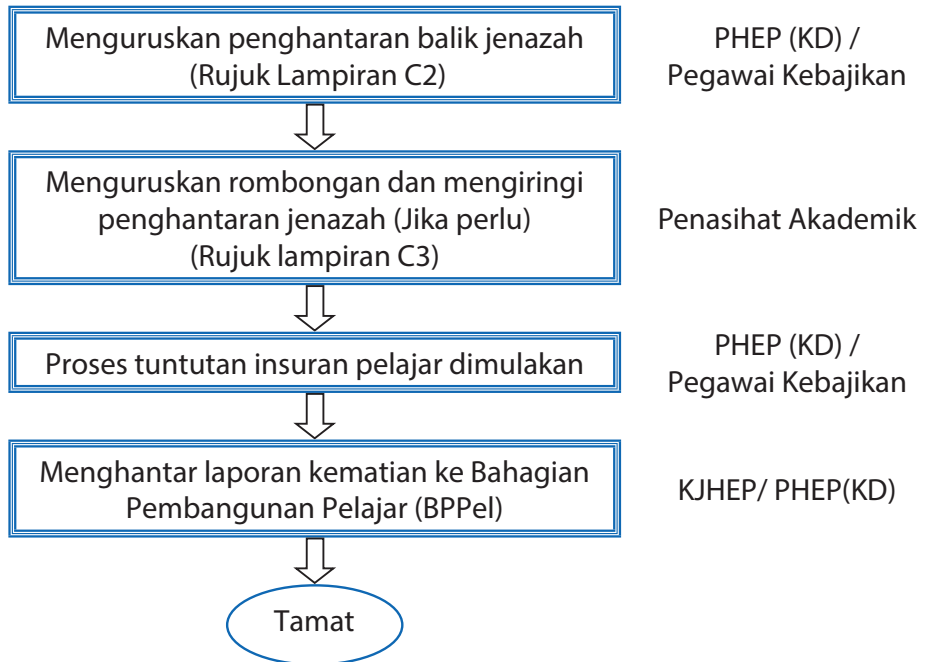 Menguruskan penghantaran balik jenazah
(Rujuk Lampiran C2)
PHEP (KD) /
Pegawai Kebajikan
Menguruskan rombongan dan mengiringi
penghantaran jenazah (Jika perlu)
(Rujuk lampiran C3)
Penasihat Akademik
Proses tuntutan insuran pelajar dimulakan
PHEP (KD) /
Pegawai Kebajikan
Menghantar laporan kematian ke Bahagian
Pembangunan Pelajar (BPPel)
KJHEP/ PHEP(KD)
Tamat